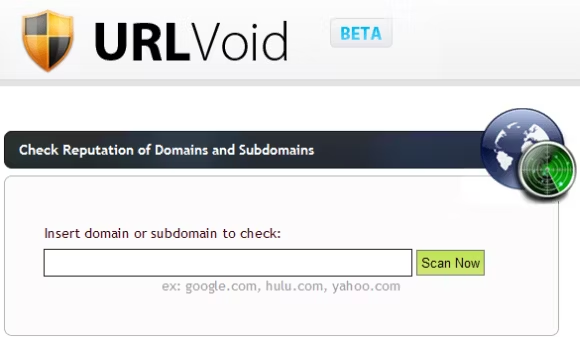 URLVoid BETA
Check Reputation of Domains and Subdomains
Insert domain or subdomain to check:
Scan Now
ex: google.com, hulu.com, yahoo.com